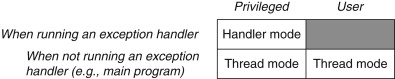 Privileged User
When running an exception handler Handler mode
When not running an exception
handler (e.g., main program) Thread mode Thread mode